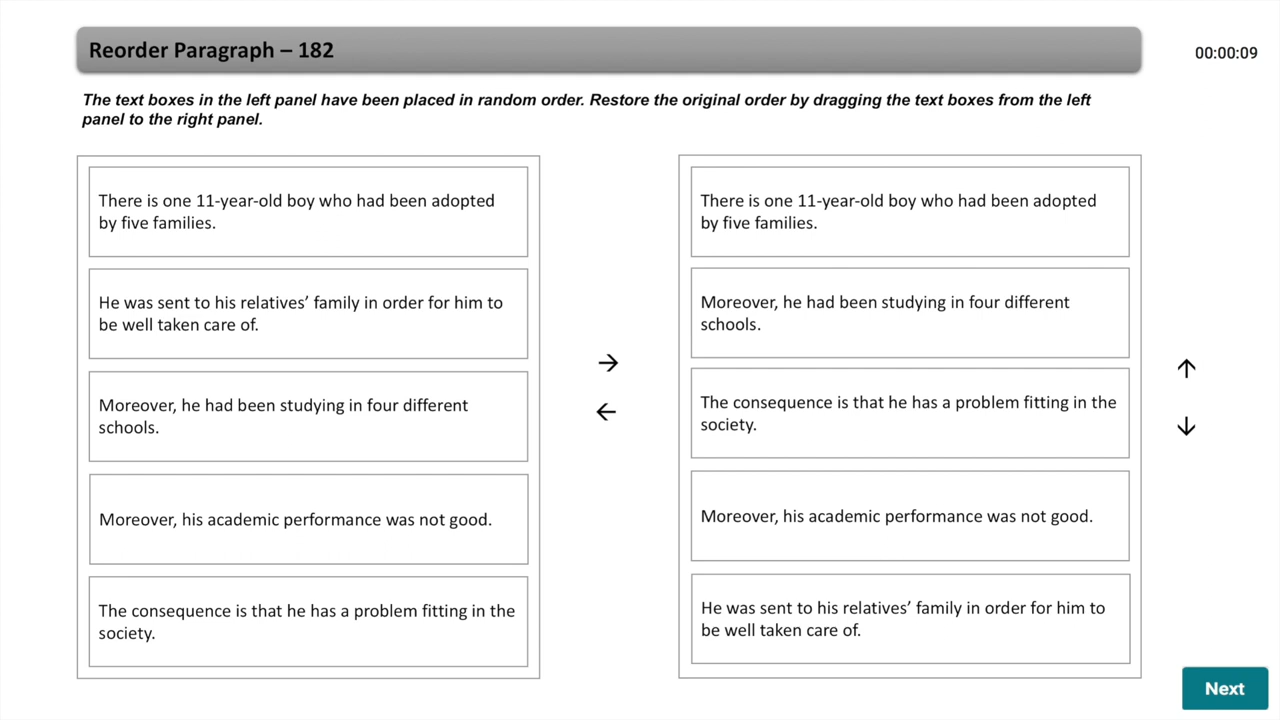 Reorder Paragraph – 182
00:00:09
The text boxes in the left panel have been placed in random order. Restore the original order by dragging the text boxes from the left
panel to the right panel.
There is one 11-year-old boy who had been adopted
by five families.
He was sent to his relatives’ family in order for him to
be well taken care of.
Moreover, he had been studying in four different
schools.
Moreover, his academic performance was not good.
The consequence is that he has a problem fitting in the
society.
There is one 11-year-old boy who had been adopted
by five families.
Moreover, he had been studying in four different
schools.
The consequence is that he has a problem fitting in the
society.
Moreover, his academic performance was not good.
He was sent to his relatives’ family in order for him to
be well taken care of.
Next